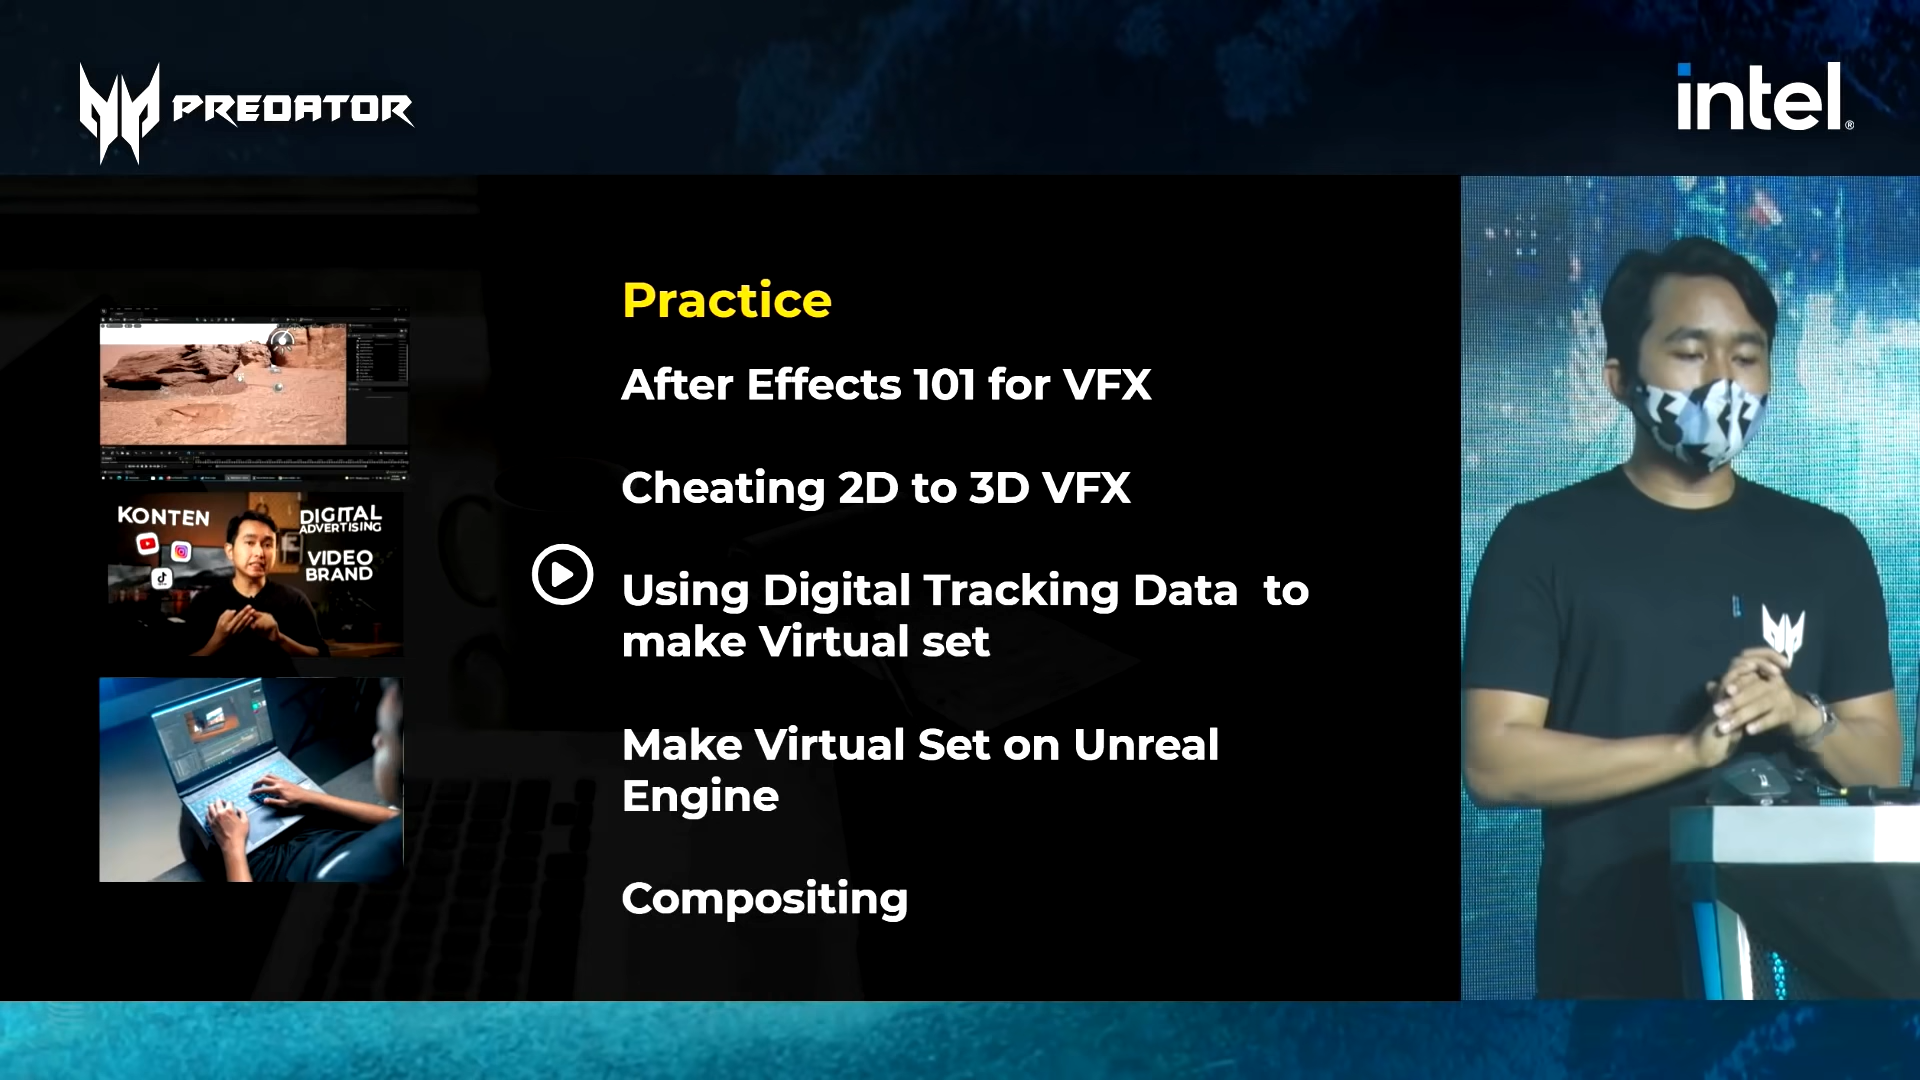 PREDATOR
intel
Practice
After Effects 101 for VFX
Cheating 2D to 3D VFX
Using Digital Tracking Data  to
make Virtual set
Make Virtual Set on Unreal
Engine
Compositing
KONTEN
DIGITAL
ADVERTISING
VIDEO
BRAND